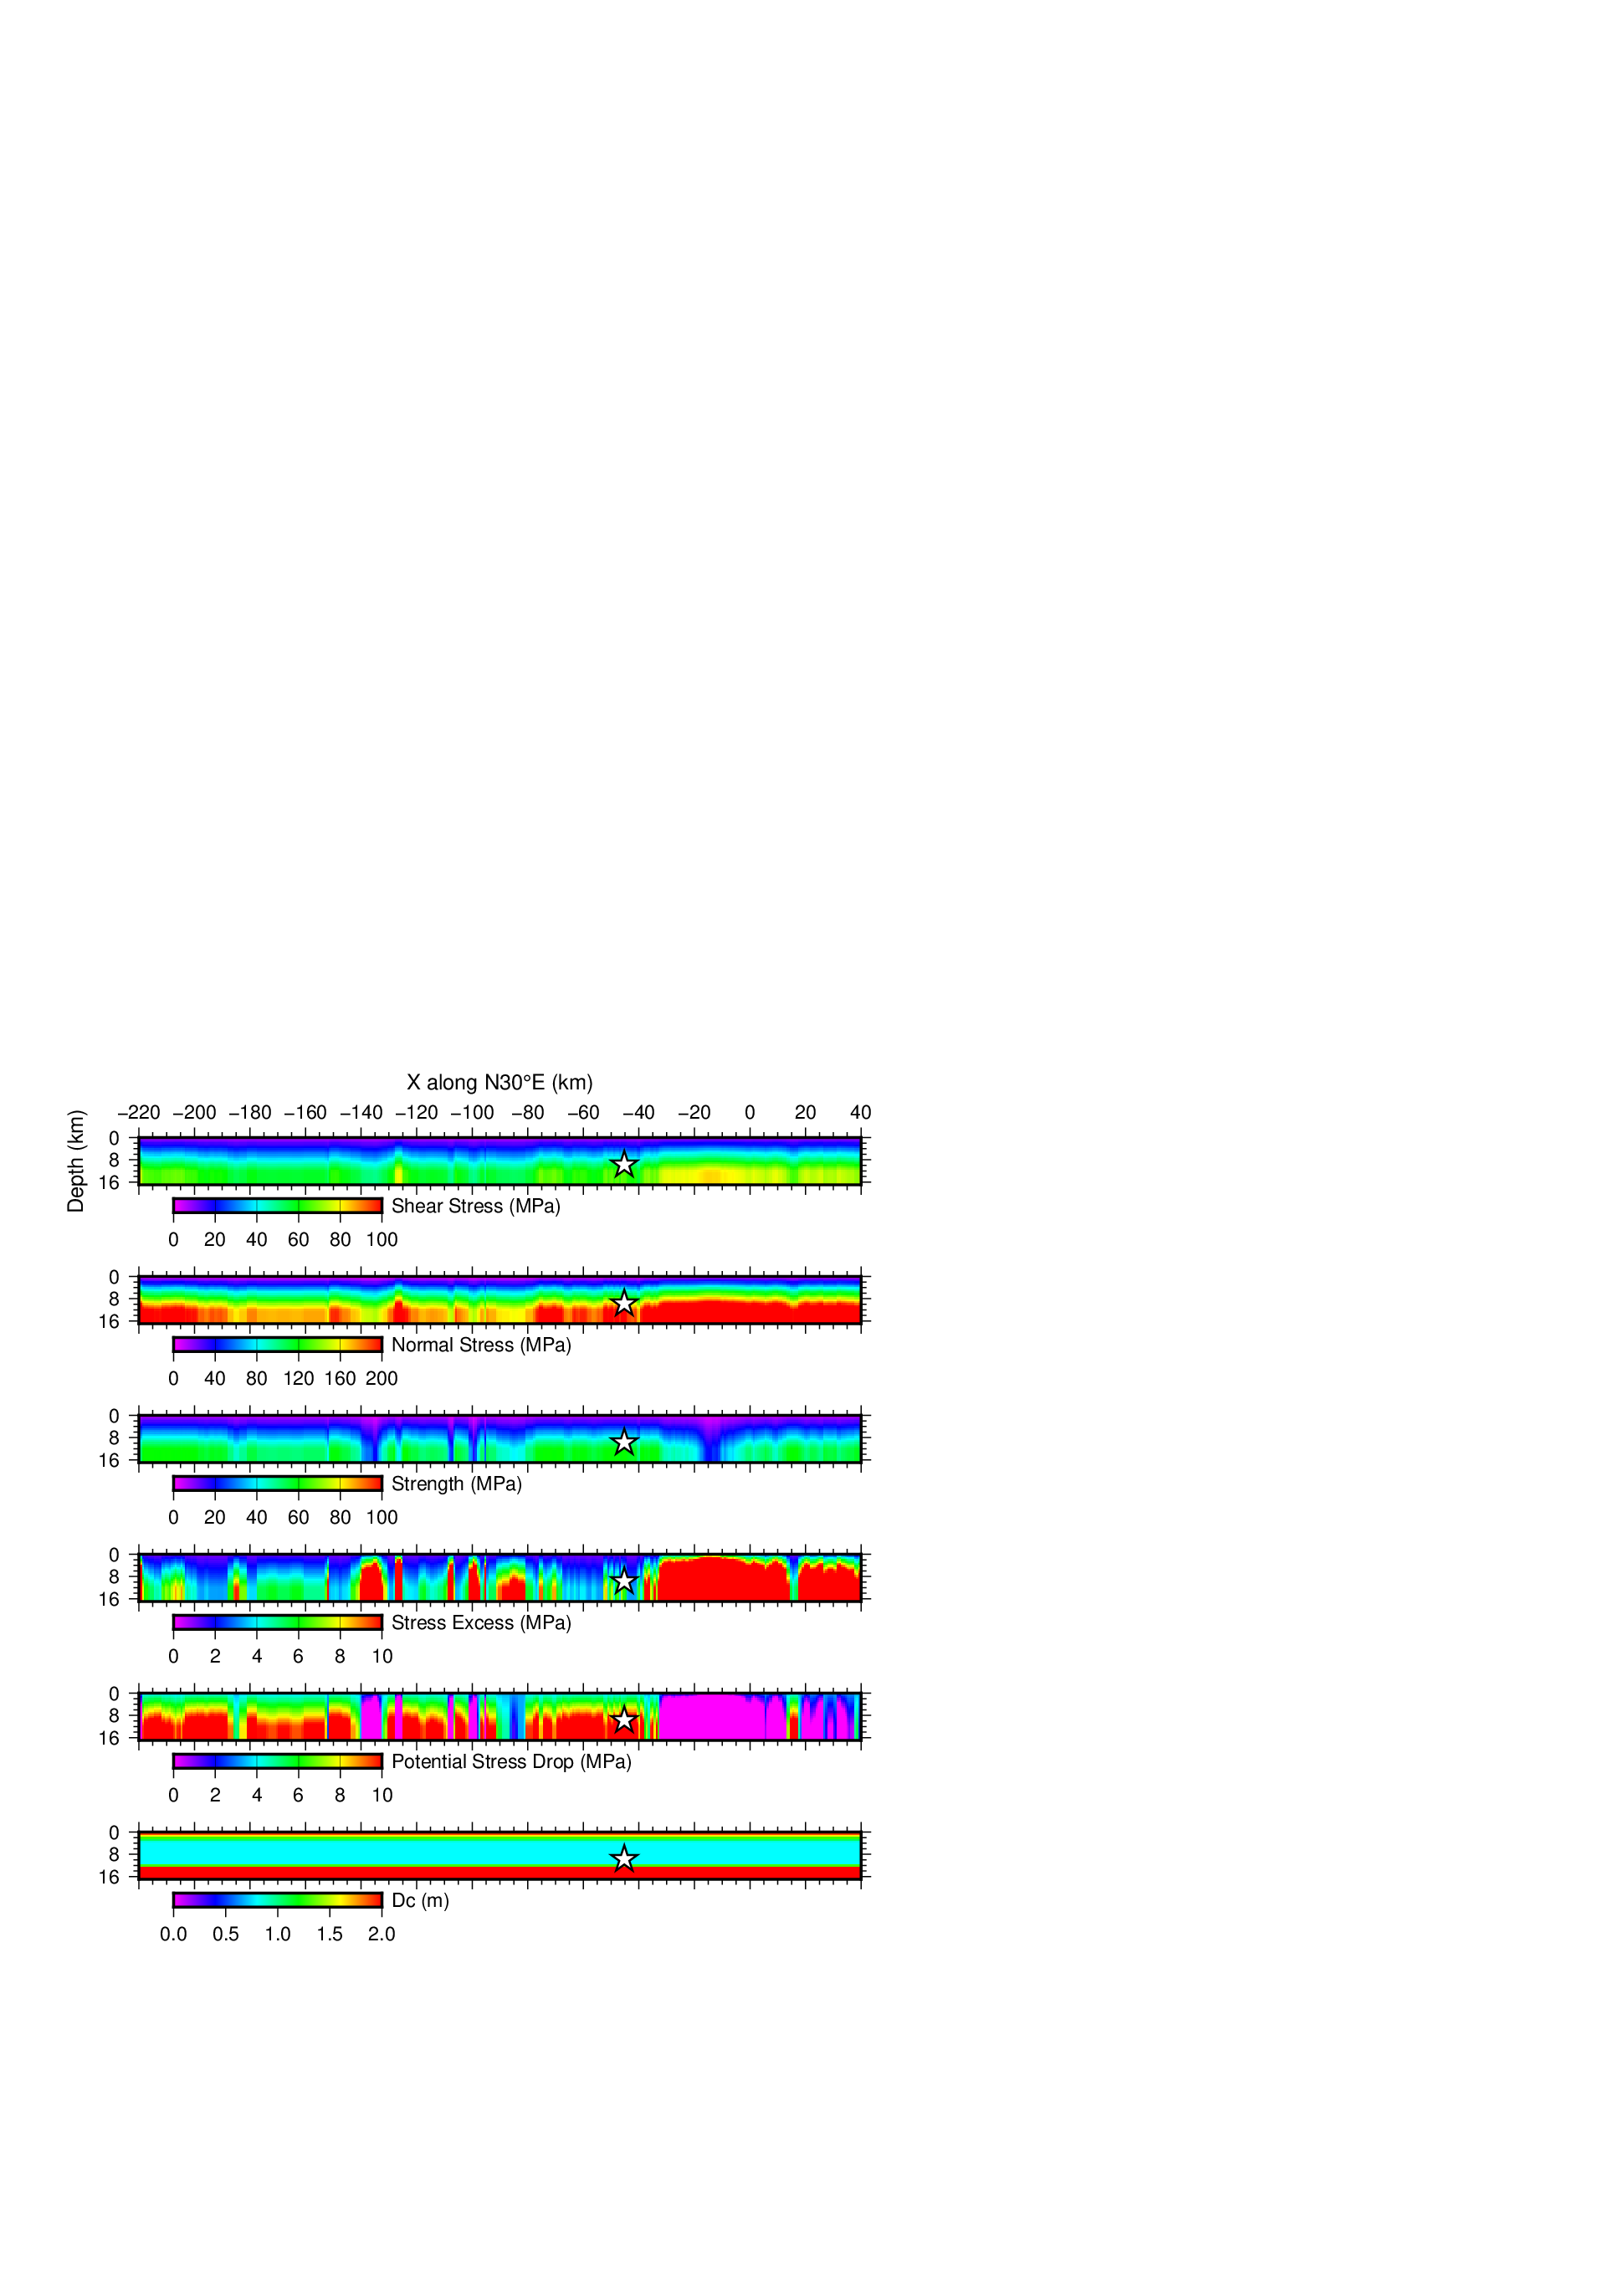 X along N30°E (km)
−220 −200 −180 −160 −140 −120 −100 −80 −60 −40 −20 0 20 40
Depth (km)
0
8
16
Shear Stress (MPa)
0 20 40 60 80 100
0
8
16
Normal Stress (MPa)
0 40 80 120 160 200
0
8
16
Strength (MPa)
0 20 40 60 80 100
0
8
16
Stress Excess (MPa)
0 2 4 6 8 10
0
8
16
Potential Stress Drop (MPa)
0 2 4 6 8 10
0
8
16
Dc (m)
0.0 0.5 1.0 1.5 2.0